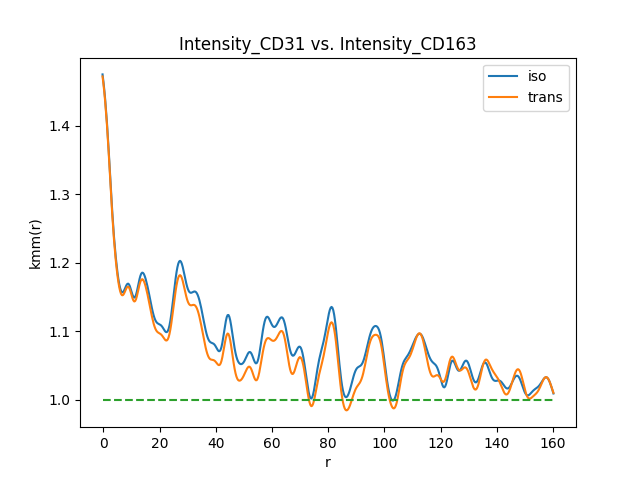 Intensity_CD31 vs. Intensity_CD163
iso
trans
kmm(r)
1.4
1.3
1.2
1.1
1.0
0 20 40 60 80 100 120 140 160
r